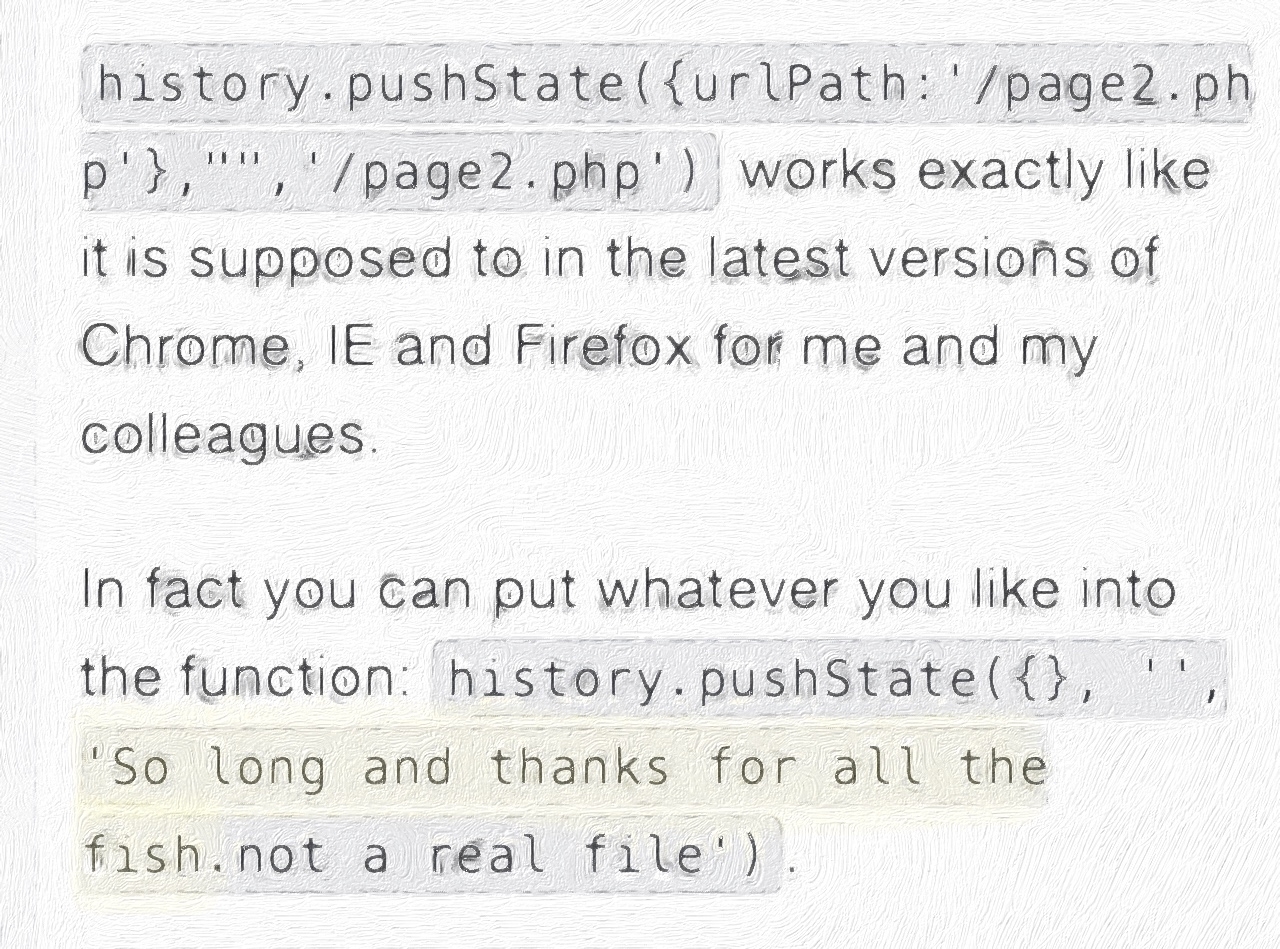 history.pushState({urlPath:'/page2.ph
p'},"",'/page2.php') works exactly like
it is supposed to in the latest versions of
Chrome, IE and Firefox for me and my
colleagues.
In fact you can put whatever you like into
the function: history.pushState({}, '',
'So long and thanks for all the
fish.not a real file').